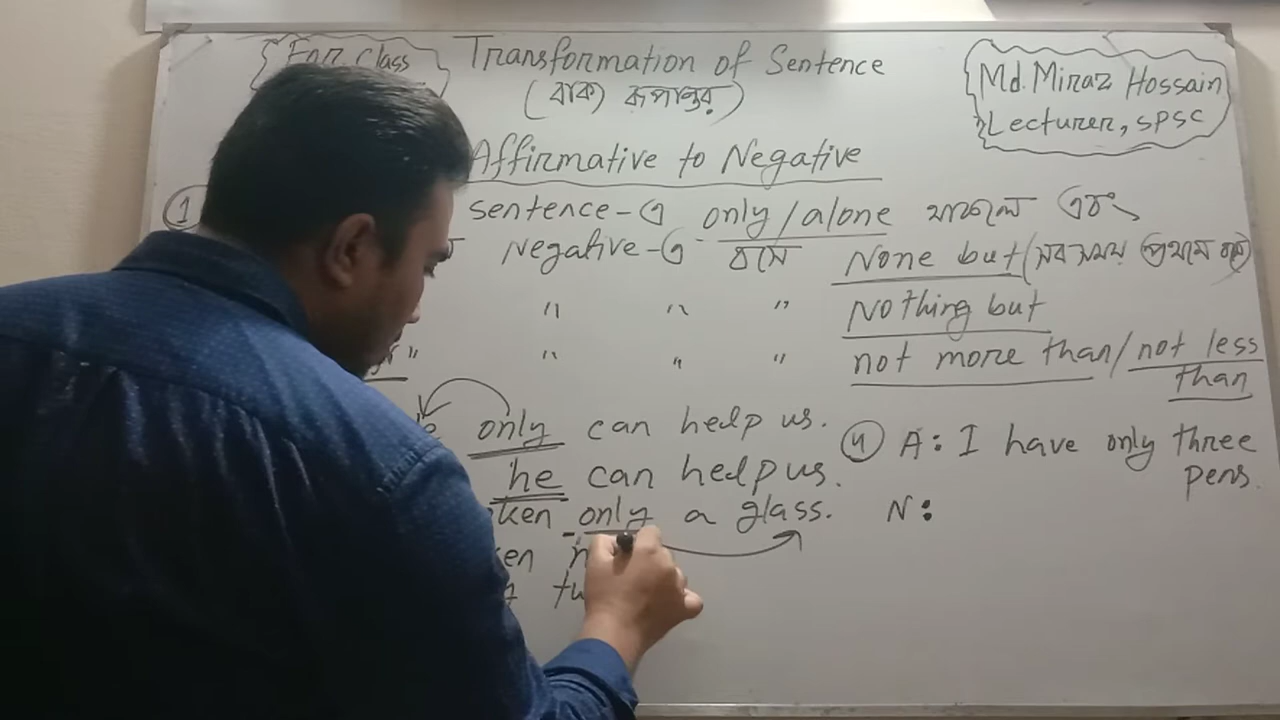 For Class
Transformation of Sentence
(বাক্য রূপান্তর)
Md. Miraz Hossain
Lecturer, SPSC
Affirmative to Negative
1 sentence-এ only/alone থাকলে এবং
Negative-এ বসে None but (সব সময় প্রথমে বসে)
" " " Nothing but
" " " " not more than/not less
than
only can help us.
he can help us.
only a glass.
4 A: I have only three
pens.
N: